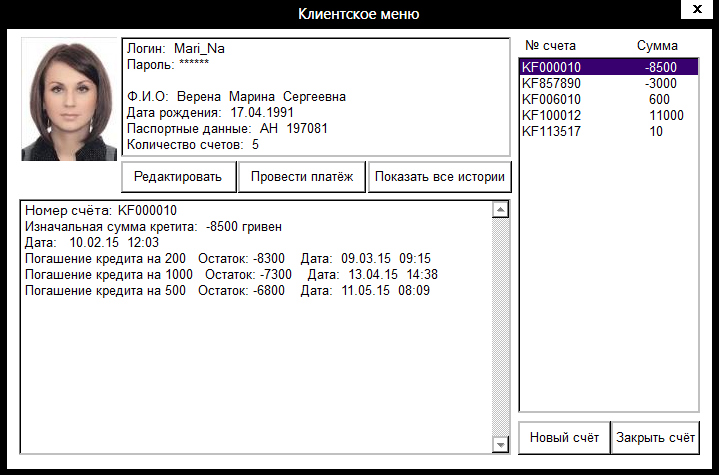 Клиентское меню
x
Логин: Mari_Na
Пароль: ******
Ф.И.О: Верена Марина Сергеевна
Дата рождения: 17.04.1991
Паспортные данные: АН 197081
Количество счетов: 5
Редактировать Провести платёж Показать все истории
Номер счёта: KF000010
Изначальная сумма кретита: -8500 гривен
Дата: 10.02.15 12:03
Погашение кредита на 200 Остаток: -8300 Дата: 09.03.15 09:15
Погашение кредита на 1000 Остаток: -7300 Дата: 13.04.15 14:38
Погашение кредита на 500 Остаток: -6800 Дата: 11.05.15 08:09
№ счета Сумма
KF000010 -8500
KF857890 -3000
KF006010 600
KF100012 11000
KF113517 10
Новый счёт Закрыть счёт